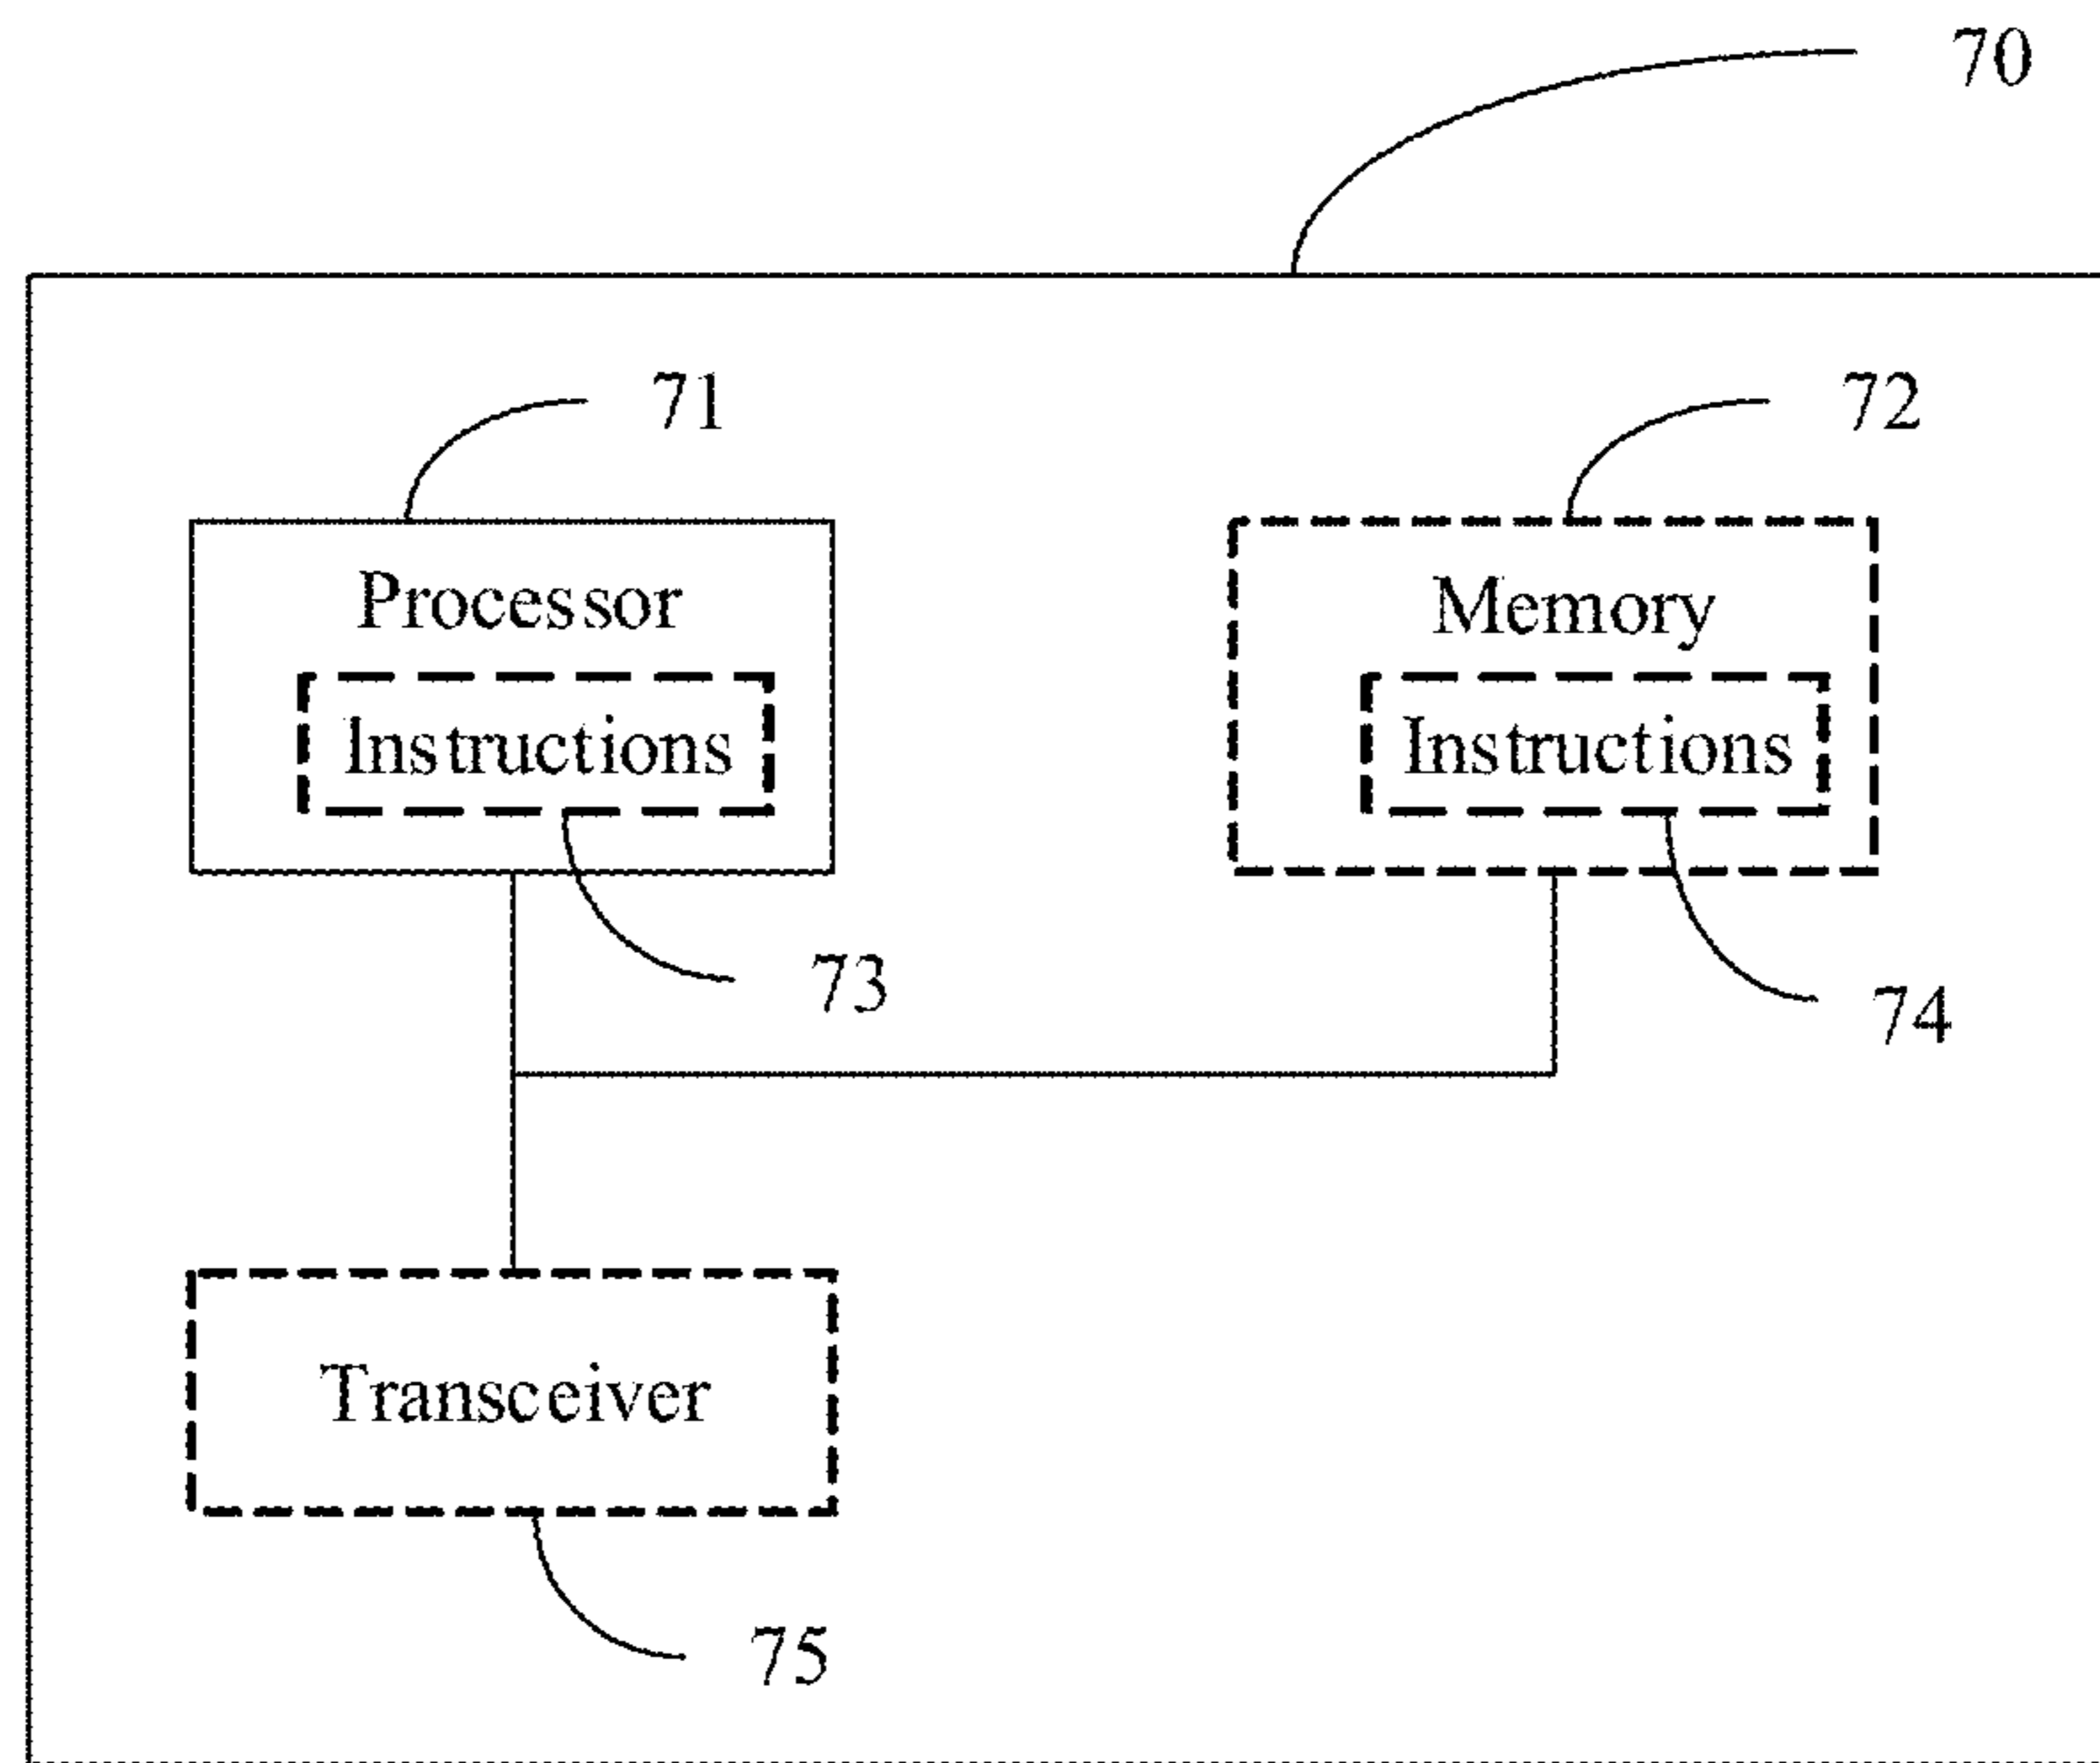 70
71
72
Processor
Memory
Instructions
Instructions
73
74
Transceiver
75